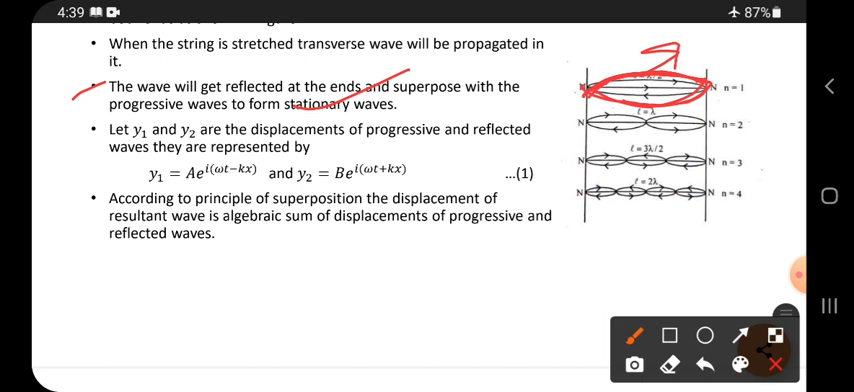 4:39
87%
• When the string is stretched transverse wave will be propagated in
it.
The wave will get reflected at the ends and superpose with the
progressive waves to form stationary waves.
• Let y₁ and y₂ are the displacements of progressive and reflected
waves they are represented by
y₁ = Ae^{i(ωt−kx)} and y₂ = Be^{i(ωt+kx)} ...(1)
• According to principle of superposition the displacement of
resultant wave is algebraic sum of displacements of progressive and
reflected waves.
N N n=1
ℓ = λ
N N n=2
ℓ = 3λ/2
N N n=3
ℓ = 2λ
N N n=4